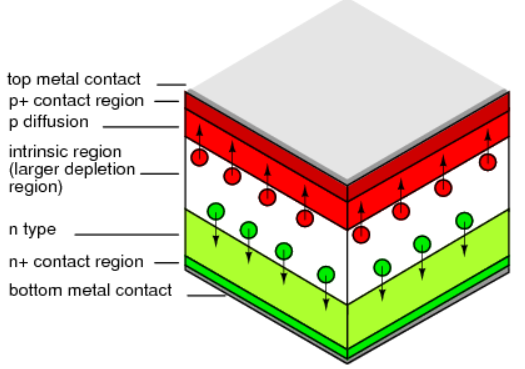 top metal contact
p+ contact region
p diffusion
intrinsic region
(larger depletion
region)
n type
n+ contact region
bottom metal contact